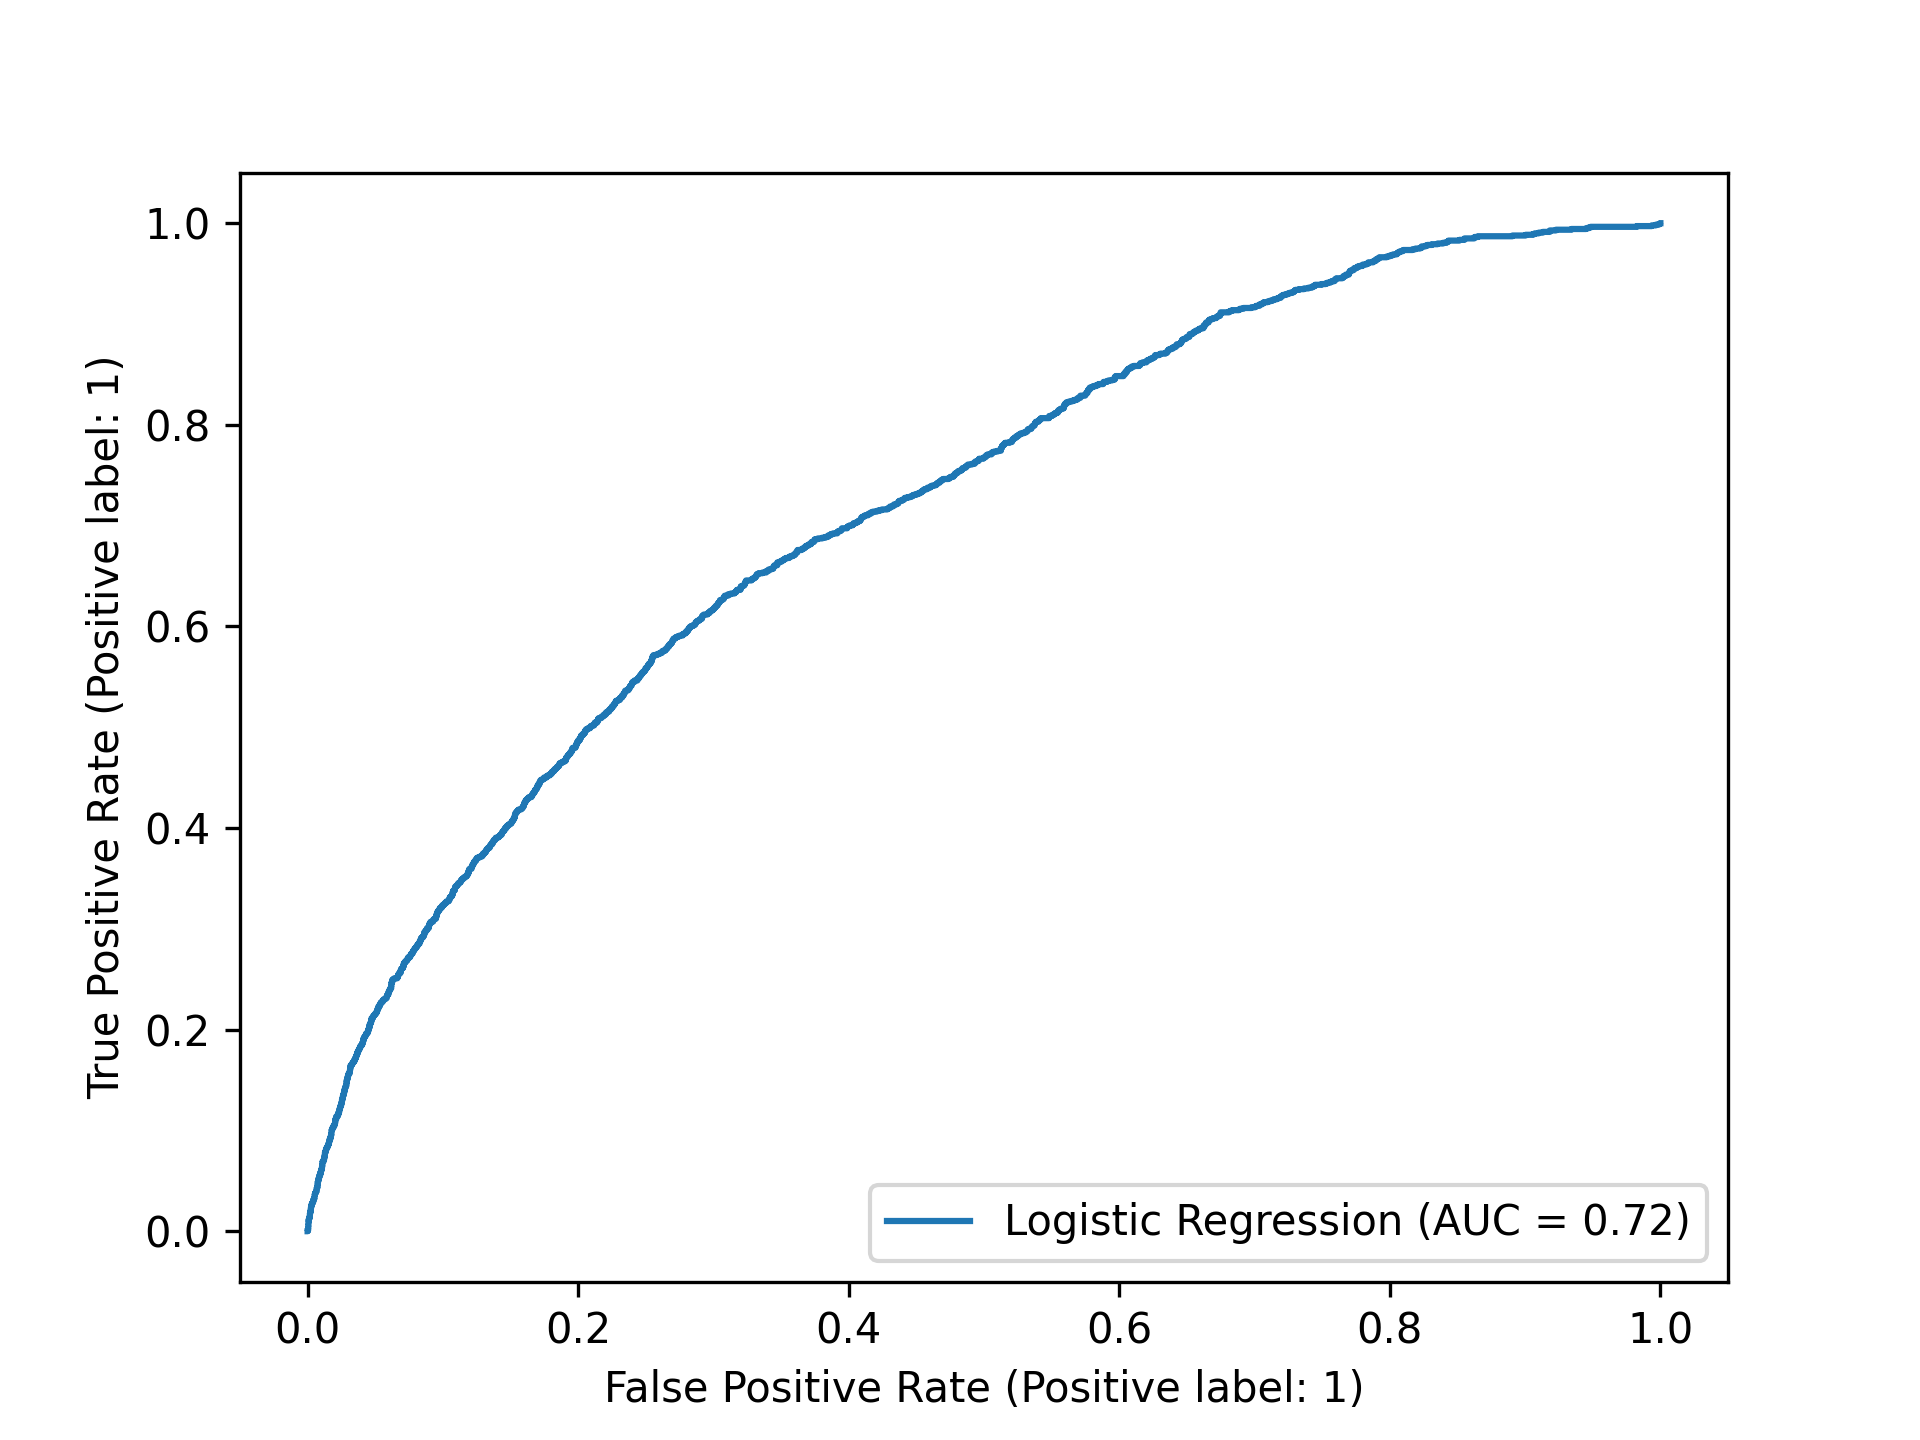 1.0
0.8
0.6
0.4
0.2
0.0
True Positive Rate (Positive label: 1)
Logistic Regression (AUC = 0.72)
0.0 0.2 0.4 0.6 0.8 1.0
False Positive Rate (Positive label: 1)